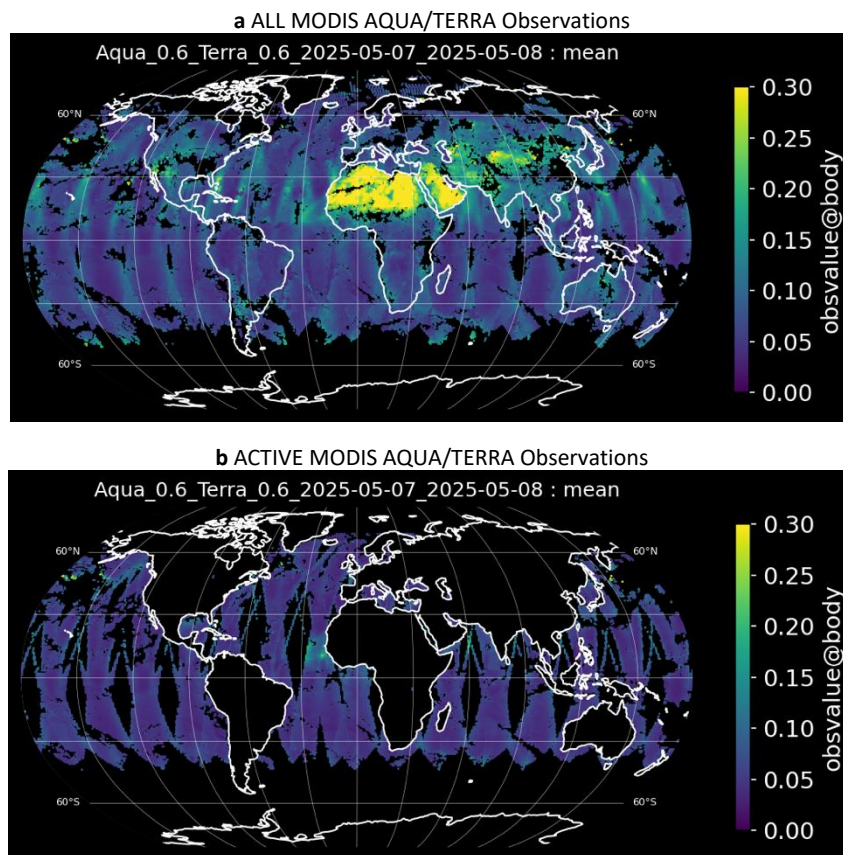 a ALL MODIS AQUA/TERRA Observations
Aqua_0.6_Terra_0.6_2025-05-07_2025-05-08 : mean
60°N
60°N
60°S
60°S
0.30
0.25
0.20
0.15
0.10
0.05
0.00
obsvalue@body
b ACTIVE MODIS AQUA/TERRA Observations
Aqua_0.6_Terra_0.6_2025-05-07_2025-05-08 : mean
60°N
60°N
60°S
60°S
0.30
0.25
0.20
0.15
0.10
0.05
0.00
obsvalue@body